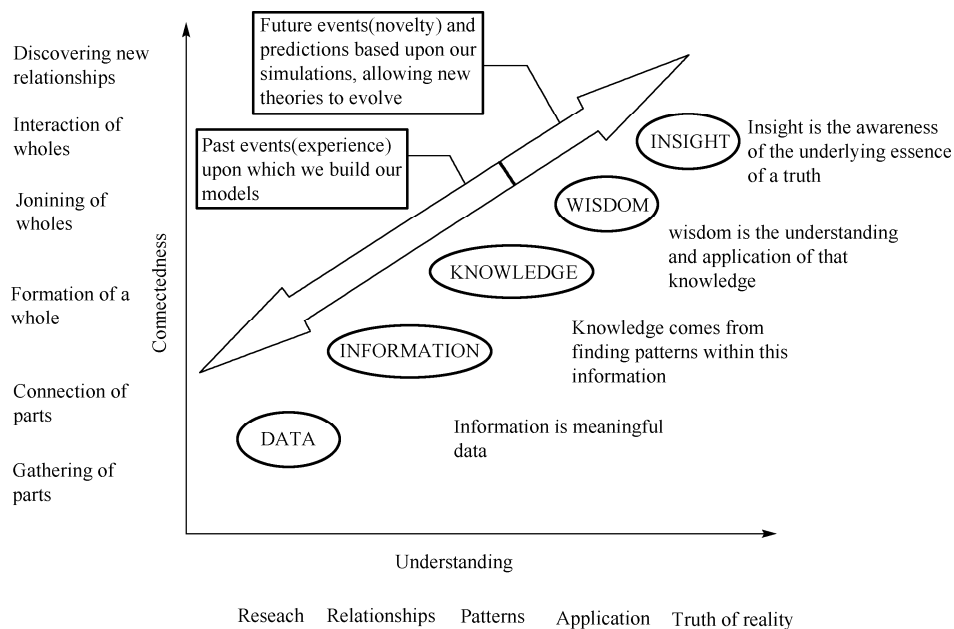 Discovering new
relationships
Interaction of
wholes
Jonining of
wholes
Formation of a
whole
Connection of
parts
Gathering of
parts
Connectedness
Future events(novelty) and
predictions based upon our
simulations, allowing new
theories to evolve
Past events(experience)
upon which we build our
models
INSIGHT
Insight is the awareness
of the underlying essence
of a truth
WISDOM
wisdom is the understanding
and application of that
knowledge
KNOWLEDGE
Knowledge comes from
finding patterns within this
information
INFORMATION
Information is meaningful
data
DATA
Understanding
Reseach Relationships Patterns Application Truth of reality